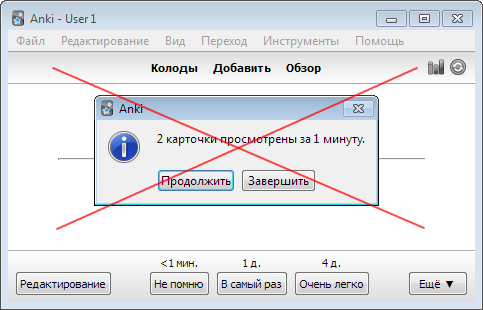 Anki - User 1
Файл Редактирование Вид Переход Инструменты Помощь
Колоды Добавить Обзор
Anki
2 карточки просмотрены за 1 минуту.
Продолжить Завершить
<1 мин. 1 д. 4 д.
Редактирование Не помню В самый раз Очень легко Ещё ▼